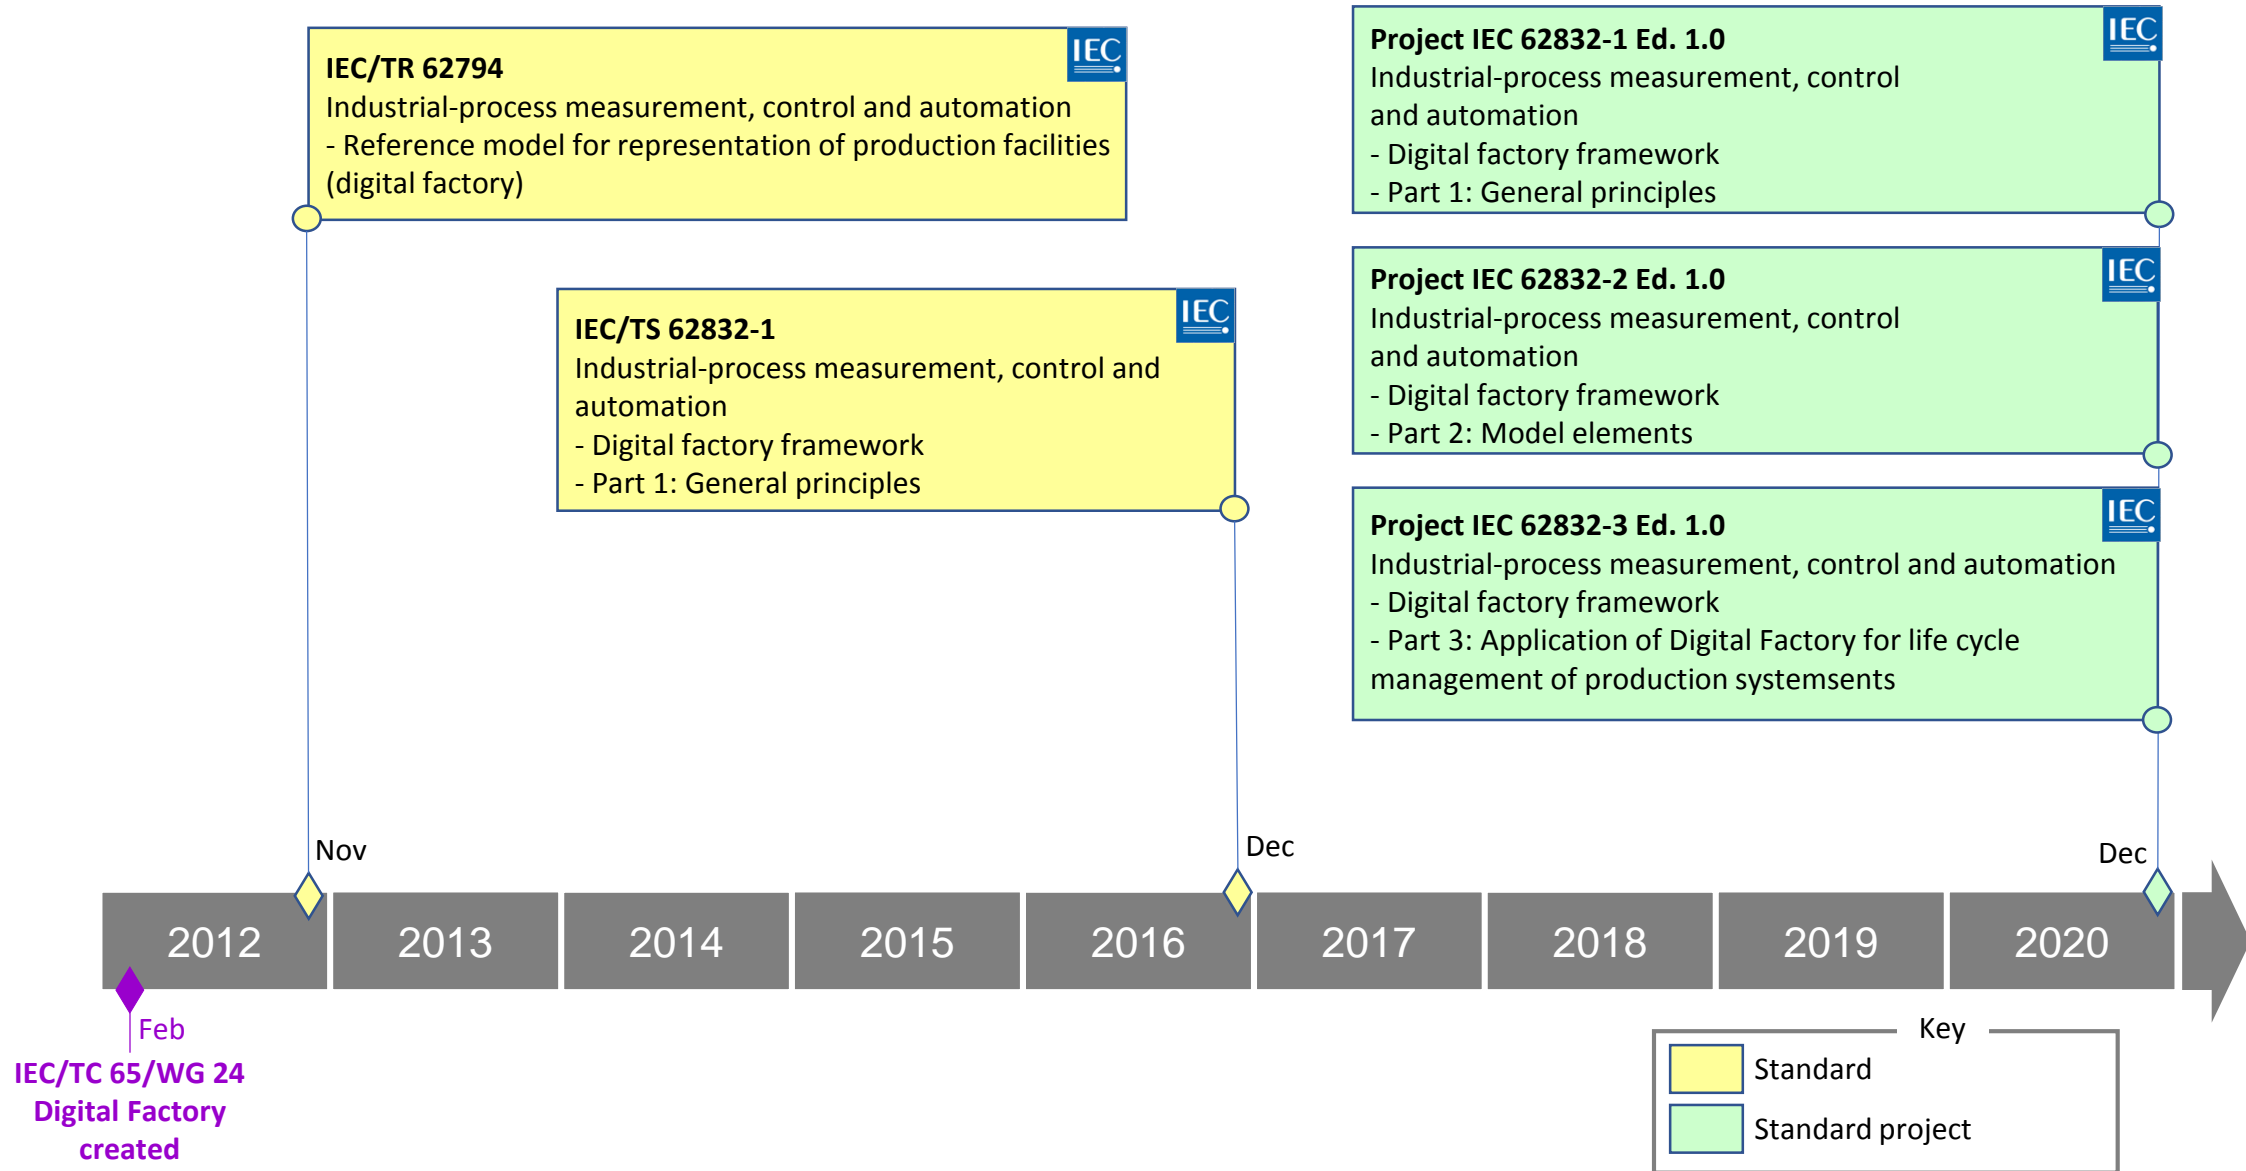 IEC/TR 62794
Industrial-process measurement, control and automation
- Reference model for representation of production facilities
(digital factory)
IEC
IEC/TS 62832-1
Industrial-process measurement, control and
automation
- Digital factory framework
- Part 1: General principles
IEC
Project IEC 62832-1 Ed. 1.0
Industrial-process measurement, control
and automation
- Digital factory framework
- Part 1: General principles
IEC
Project IEC 62832-2 Ed. 1.0
Industrial-process measurement, control
and automation
- Digital factory framework
- Part 2: Model elements
IEC
Project IEC 62832-3 Ed. 1.0
Industrial-process measurement, control and automation
- Digital factory framework
- Part 3: Application of Digital Factory for life cycle
management of production systemsents
IEC
Nov
Dec
Dec
2012
2013
2014
2015
2016
2017
2018
2019
2020
Feb
IEC/TC 65/WG 24
Digital Factory
created
Key
Standard
Standard project